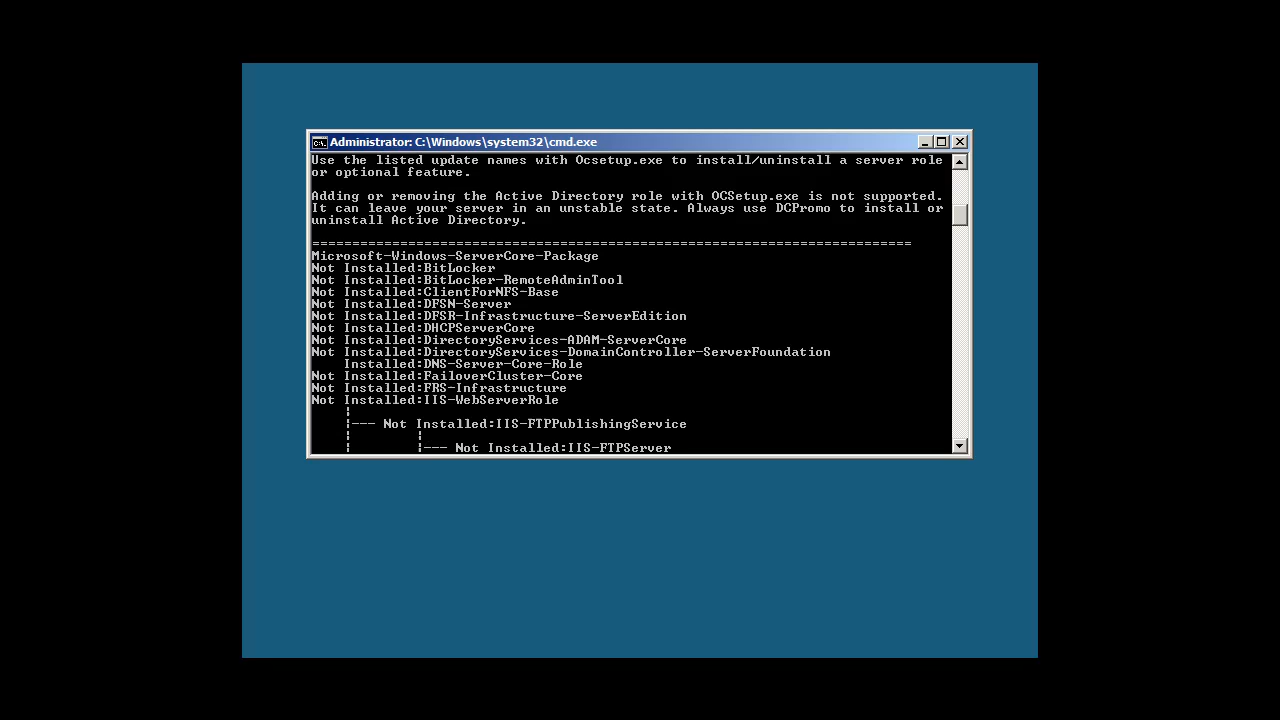 Administrator: C:\Windows\system32\cmd.exe
Use the listed update names with Ocsetup.exe to install/uninstall a server role
or optional feature.
Adding or removing the Active Directory role with OCSetup.exe is not supported.
It can leave your server in an unstable state. Always use DCPromo to install or
uninstall Active Directory.
===========================================================================
Microsoft-Windows-ServerCore-Package
Not Installed:BitLocker
Not Installed:BitLocker-RemoteAdminTool
Not Installed:ClientForNFS-Base
Not Installed:DFSN-Server
Not Installed:DFSR-Infrastructure-ServerEdition
Not Installed:DHCPServerCore
Not Installed:DirectoryServices-ADAM-ServerCore
Not Installed:DirectoryServices-DomainController-ServerFoundation
    Installed:DNS-Server-Core-Role
Not Installed:FailoverCluster-Core
Not Installed:FRS-Infrastructure
Not Installed:IIS-WebServerRole
    |
    |--- Not Installed:IIS-FTPPublishingService
    |        |
    |        |--- Not Installed:IIS-FTPServer